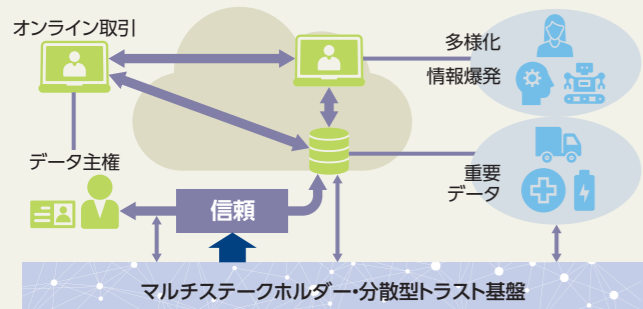 オンライン取引
多様化
情報爆発
データ主権
重要
データ
信頼
マルチステークホルダー・分散型トラスト基盤